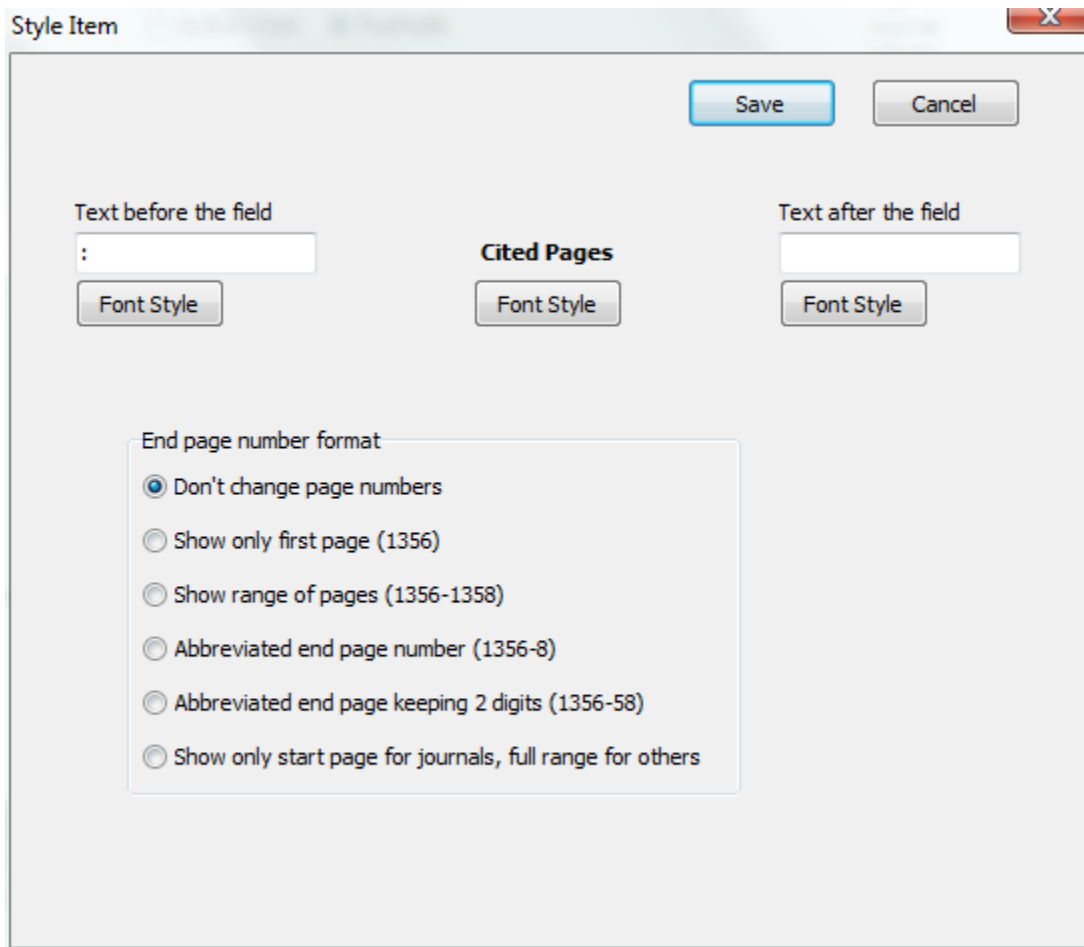 Style Item
X
Save Cancel
Text before the field Text after the field
: Cited Pages
Font Style Font Style Font Style
End page number format
Don't change page numbers
Show only first page (1356)
Show range of pages (1356-1358)
Abbreviated end page number (1356-8)
Abbreviated end page keeping 2 digits (1356-58)
Show only start page for journals, full range for others